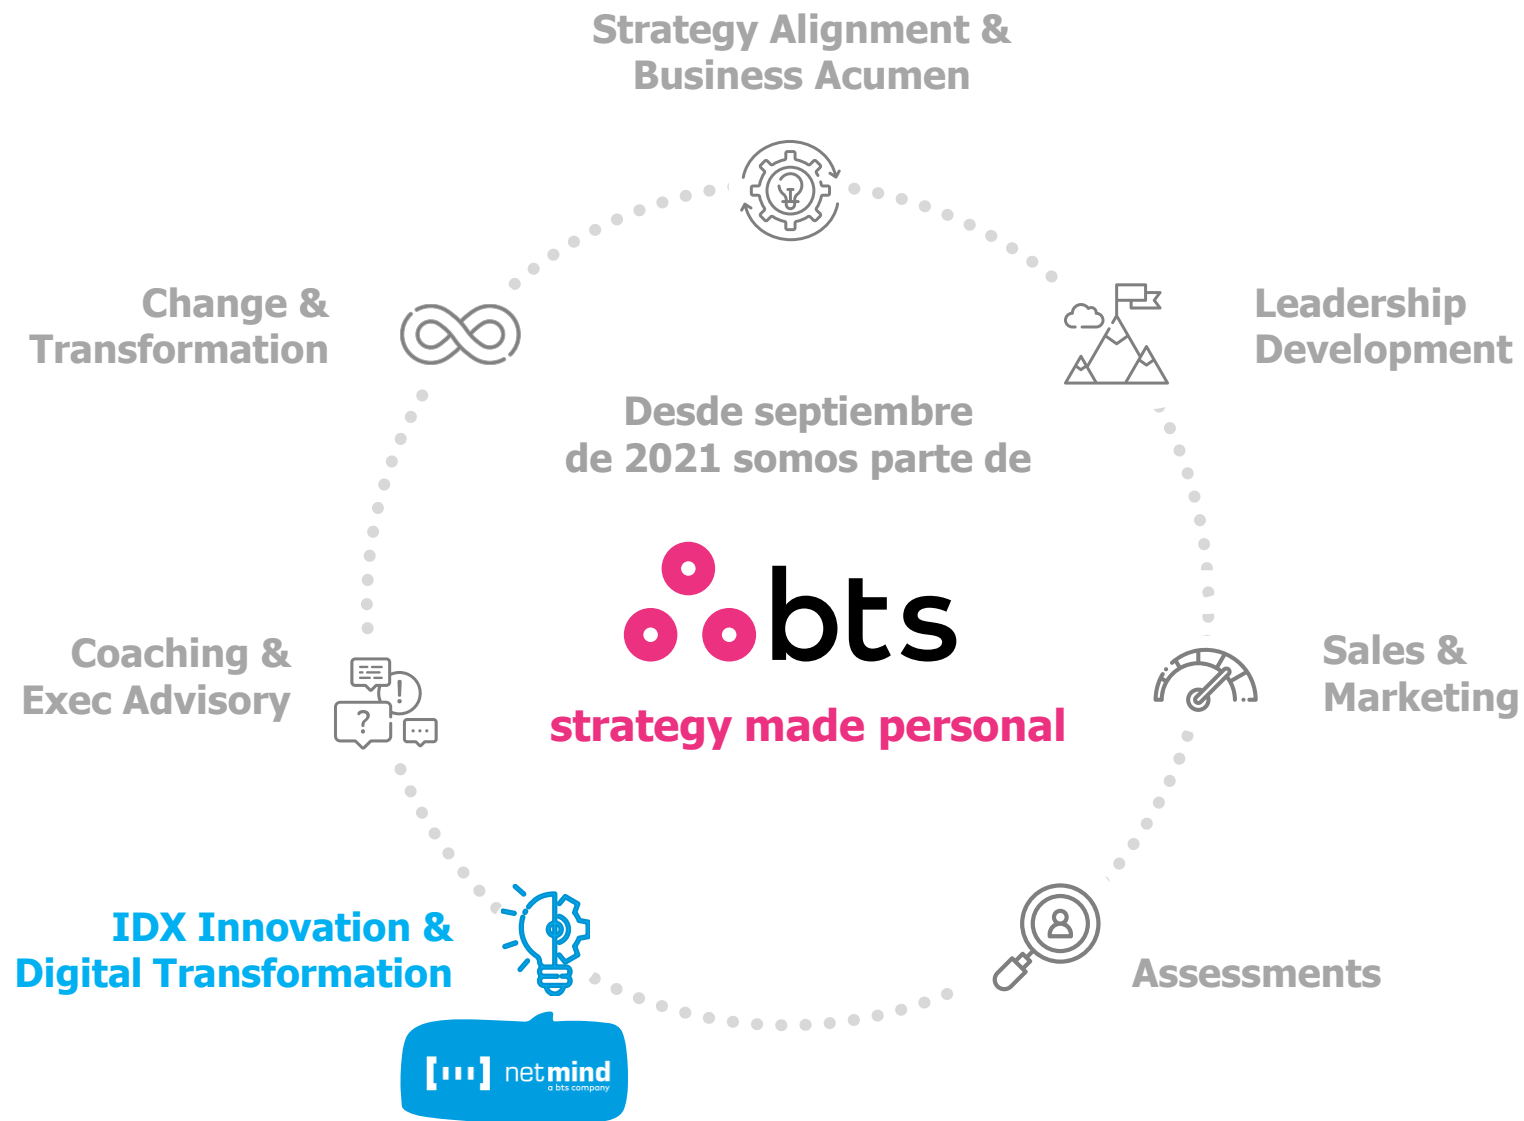 Strategy Alignment &
Business Acumen
Change &
Transformation
Leadership
Development
Desde septiembre
de 2021 somos parte de
bts
strategy made personal
Coaching &
Exec Advisory
?
!
Sales &
Marketing
IDX Innovation &
Digital Transformation
Assessments
netmind
a bts company